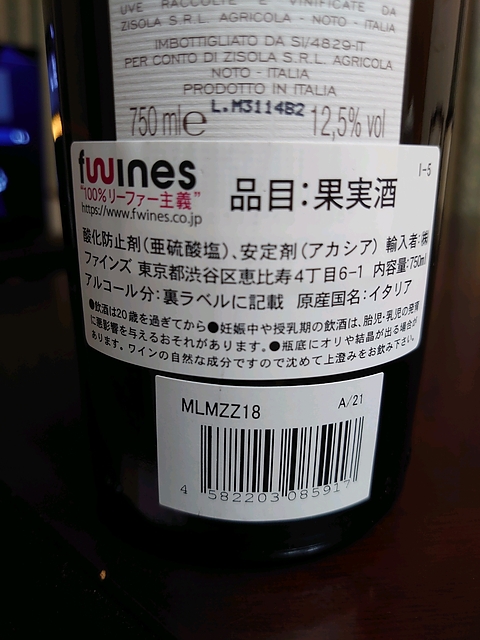 UVE RACCOLTE E VINIFICATE DA
ZISOLA S.R.L. AGRICOLA - NOTO - ITALIA
IMBOTTIGLIATO DA SI/4829-IT
PER CONTO DI ZISOLA S.R.L. AGRICOLA
NOTO - ITALIA
PRODOTTO IN ITALIA
L.M3114B2
750 ml e 12,5% vol
fwines
"100%リーファー主義"
https://www.fwines.co.jp
品目:果実酒
1-5
酸化防止剤(亜硫酸塩)、安定剤(アカシア) 輸入者:㈱
ファインズ 東京都渋谷区恵比寿4丁目6-1 内容量:750ml
アルコール分:裏ラベルに記載 原産国名:イタリア
●飲酒は20歳を過ぎてから●妊娠中や授乳期の飲酒は、胎児・乳児の発育
に悪影響を与えるおそれがあります。●瓶底にオリや結晶が出る場合が
あります。ワインの自然な成分ですので沈めて上澄みをお飲み下さい。
MLMZZ18
A/21
4 582203 085917